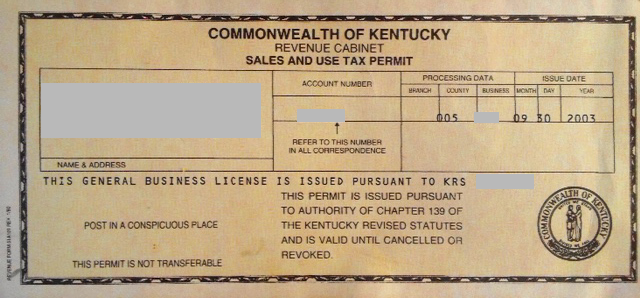 COMMONWEALTH OF KENTUCKY
REVENUE CABINET
SALES AND USE TAX PERMIT
ACCOUNT NUMBER
PROCESSING DATA
ISSUE DATE
BRANCH COUNTY BUSINESS MONTH DAY YEAR
005 09 30 2003
REFER TO THIS NUMBER
IN ALL CORRESPONDENCE
NAME & ADDRESS
THIS GENERAL BUSINESS LICENSE IS ISSUED PURSUANT TO KRS
POST IN A CONSPICUOUS PLACE
THIS PERMIT IS NOT TRANSFERABLE
THIS PERMIT IS ISSUED PURSUANT
TO AUTHORITY OF CHAPTER 139 OF
THE KENTUCKY REVISED STATUTES
AND IS VALID UNTIL CANCELLED OR
REVOKED.
COMMONWEALTH OF KENTUCKY
REVENUE FORM